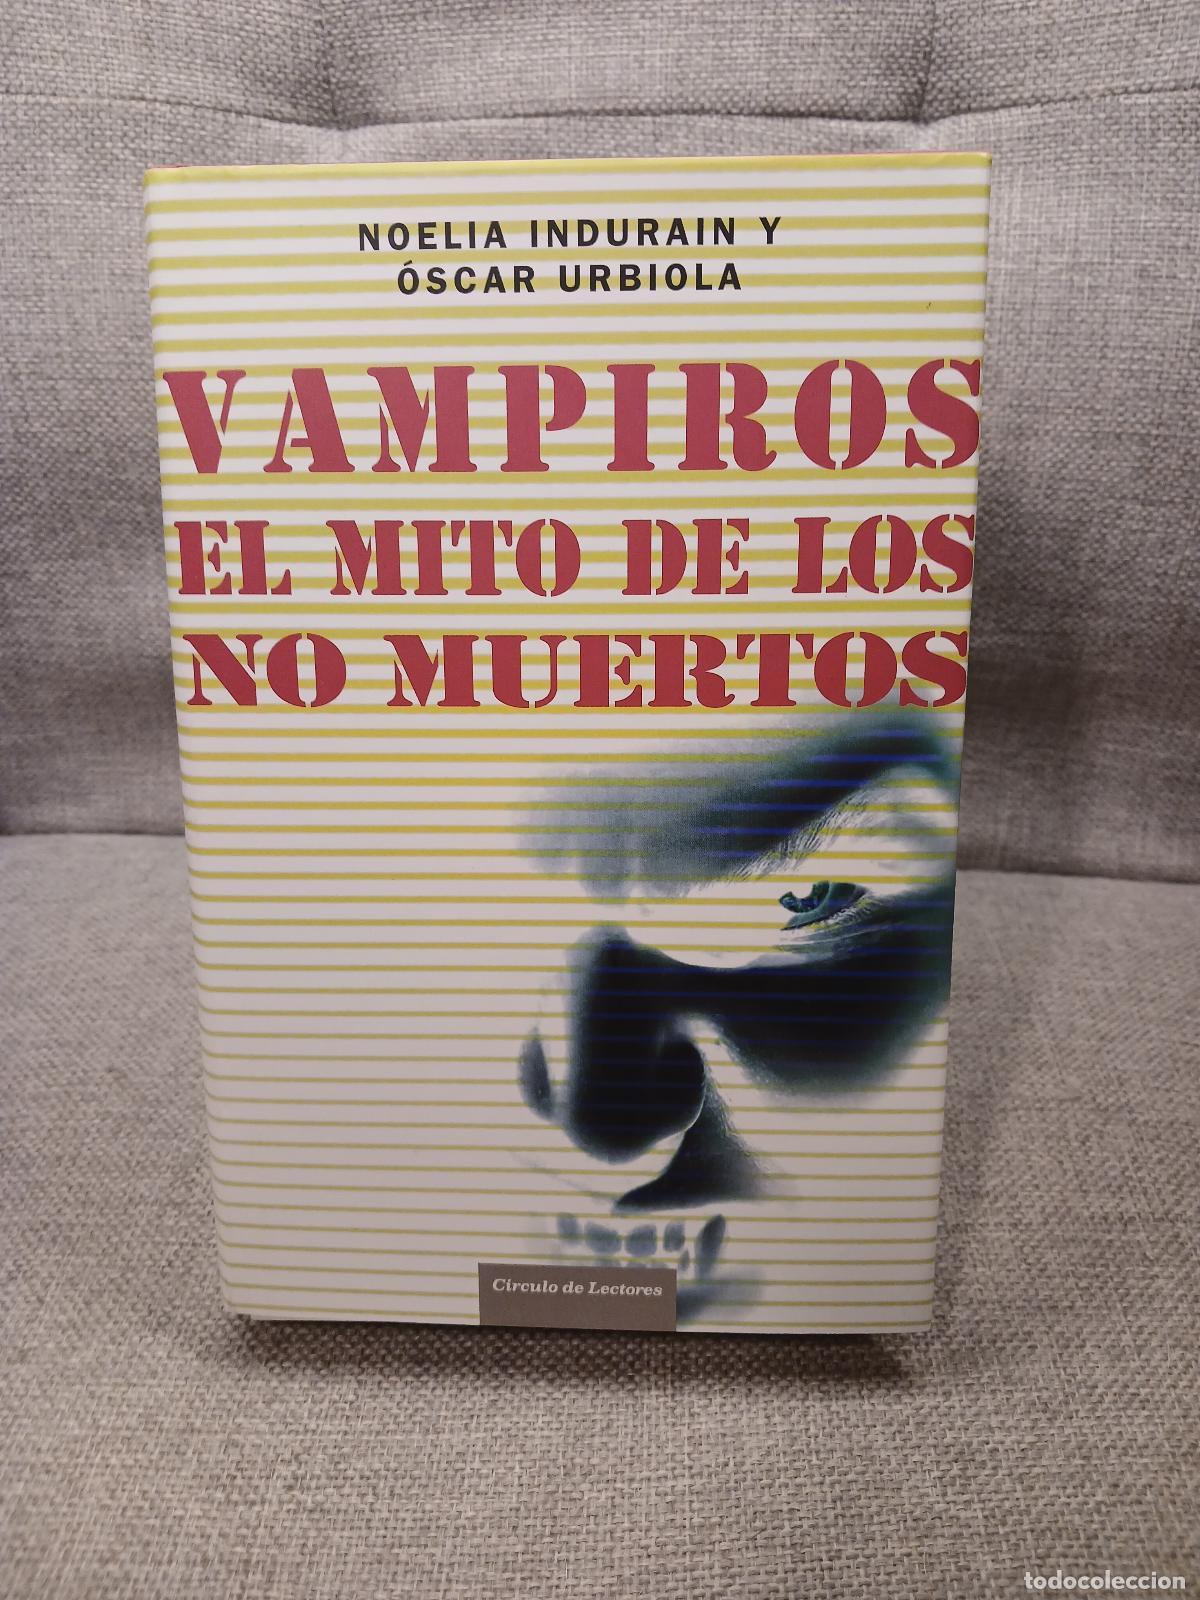 NOELIA INDURAIN Y
ÓSCAR URBIOLA
VAMPIROS
EL MITO DE LOS
NO MUERTOS
Círculo de Lectores
todocoleccion